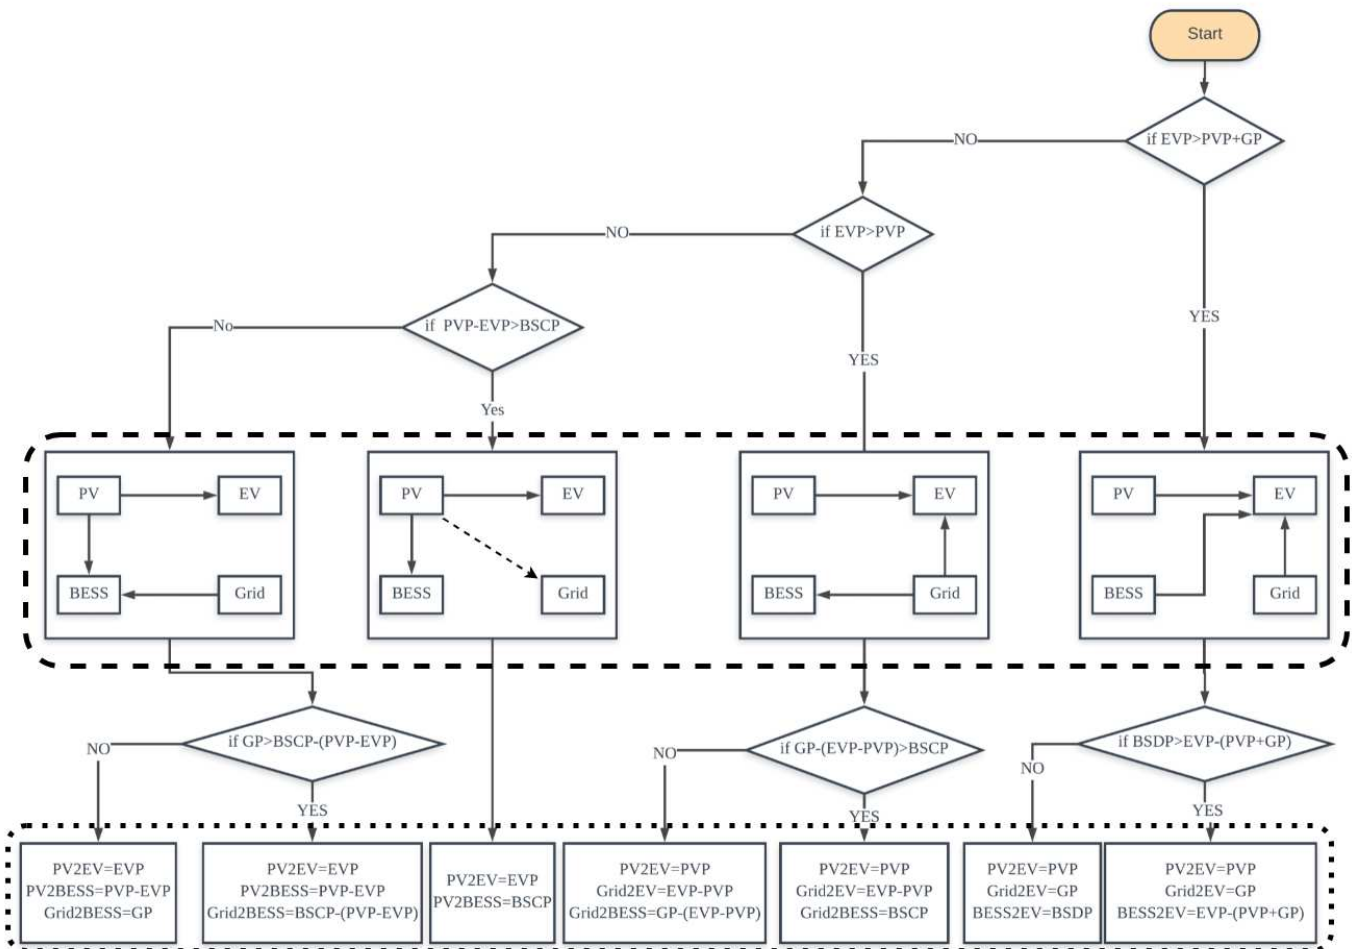 Start
if EVP>PVP+GP
NO
if EVP>PVP
NO
if PVP-EVP>BSCP
No
YES
YES
Yes
PV
EV
BESS
Grid
PV
EV
BESS
Grid
PV
EV
BESS
Grid
PV
EV
BESS
Grid
if GP>BSCP-(PVP-EVP)
NO
YES
if GP-(EVP-PVP)>BSCP
NO
YES
if BSDP>EVP-(PVP+GP)
NO
YES
PV2EV=EVP
PV2BESS=PVP-EVP
Grid2BESS=GP
PV2EV=EVP
PV2BESS=PVP-EVP
Grid2BESS=BSCP-(PVP-EVP)
PV2EV=EVP
PV2BESS=BSCP
PV2EV=PVP
Grid2EV=EVP-PVP
Grid2BESS=GP-(EVP-PVP)
PV2EV=PVP
Grid2EV=EVP-PVP
Grid2BESS=BSCP
PV2EV=PVP
Grid2EV=GP
BESS2EV=BSDP
PV2EV=PVP
Grid2EV=GP
BESS2EV=EVP-(PVP+GP)